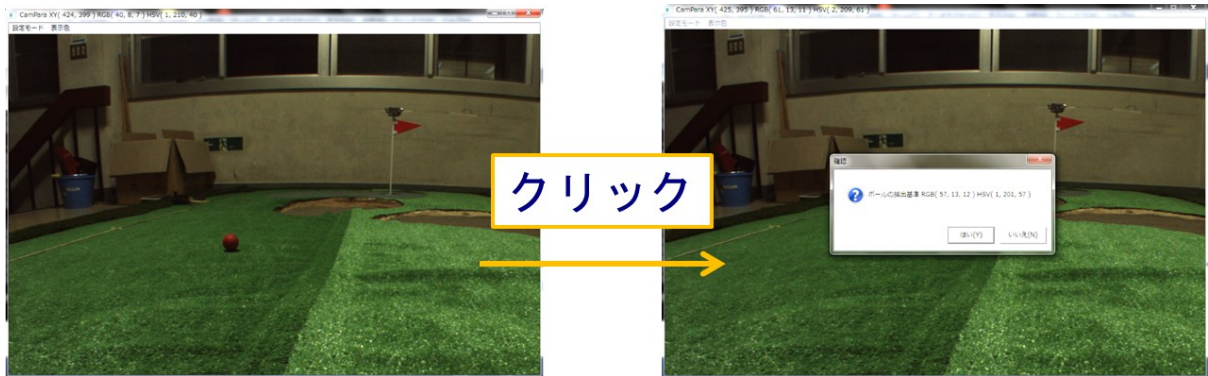 CamPara XY( 424, 399 ) RGB( 40, 8, 7 ) HSV( 1, 210, 40 )
設定モード 表示色
クリック
CamPara XY( 425, 395 ) RGB( 61, 13, 11 ) HSV( 2, 209, 61 )
設定モード 表示色
確認
ボールの抽出基準 RGB( 57, 13, 12 ) HSV( 1, 201, 57 )
はい(Y)
いいえ(N)